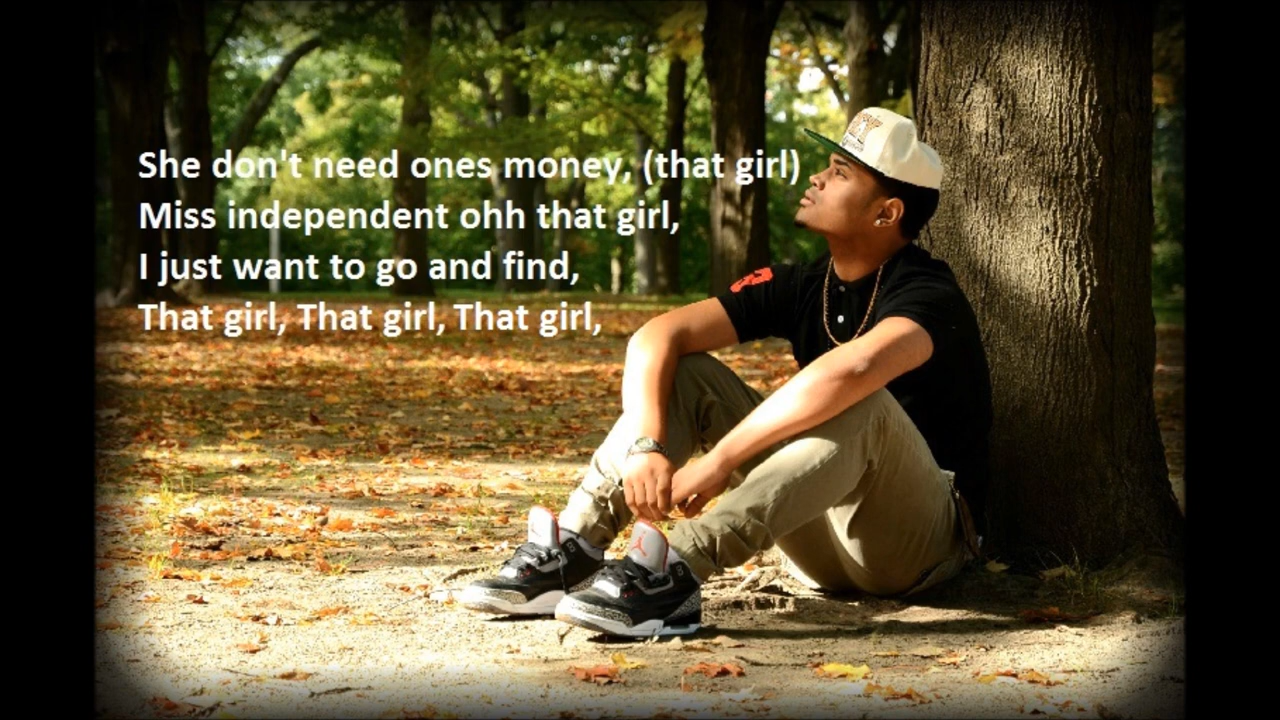 She don't need ones money, (that girl)
Miss independent ohh that girl,
I just want to go and find,
That girl, That girl, That girl,